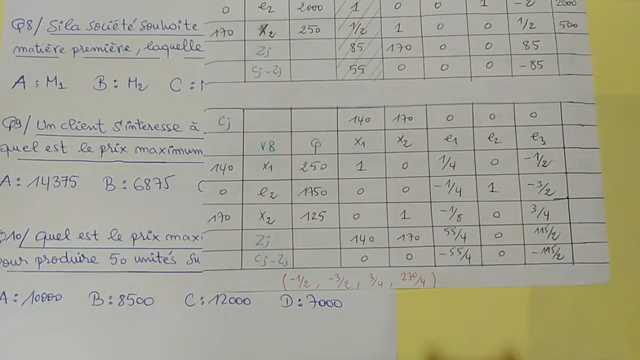 0 e2 2000 1 0 0 1 -2 2000
Q8/ Si la société souhaite
170 x2 250 1/2 1 0 0 1/2 500
matière première, laquelle
Zj 85 170 0 0 85
Cj-Zj 55 0 0 0 -85
A : M1 B : M2 C :
Q9/ Un client s'interesse à
Cj 140 170 0 0 0
VB Q x1 x2 e1 e2 e3
quel est le prix maximum
140 x1 250 1 0 1/4 0 -1/2
A : 14375 B : 6875
0 e2 1750 0 0 -1/4 1 -3/2
170 x2 125 0 1 -1/8 0 3/4
Q10/ quel est le prix maxi
Zj 140 170 55/4 0 115/2
pour produire 50 unités su
Cj-Zj 0 0 -55/4 0 -115/2
(-1/2, -3/2, 3/4, 230/4)
A : 10000 B : 8500 C : 12000 D : 7000